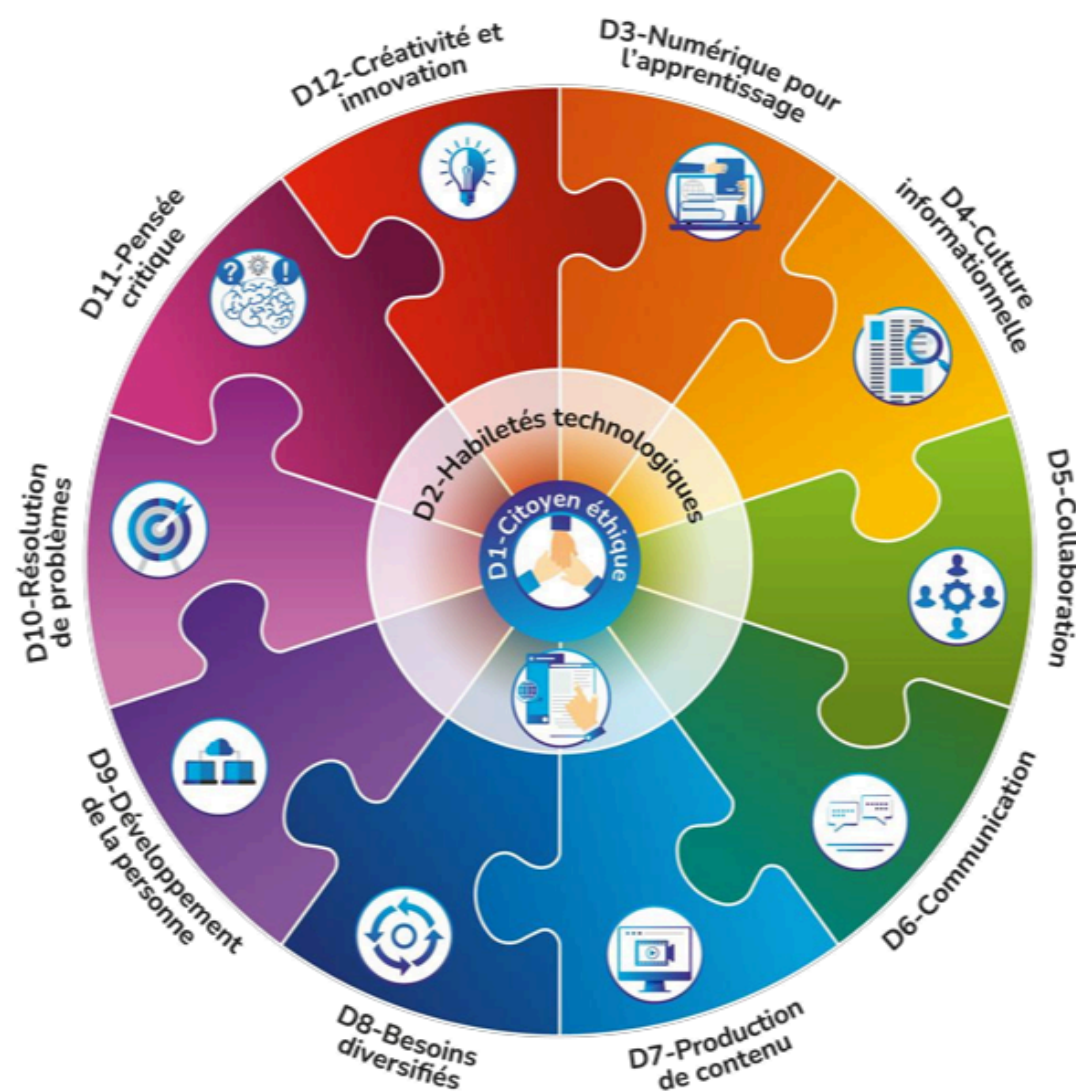 D1-Citoyen éthique
D2-Habiletés technologiques
D3-Numérique pour
l'apprentissage
D4-Culture
informationnelle
D5-Collaboration
D6-Communication
D7-Production
de contenu
D8-Besoins
diversifiés
D9-Développement
de la personne
D10-Résolution
de problèmes
D11-Pensée
critique
D12-Créativité et
innovation
? !